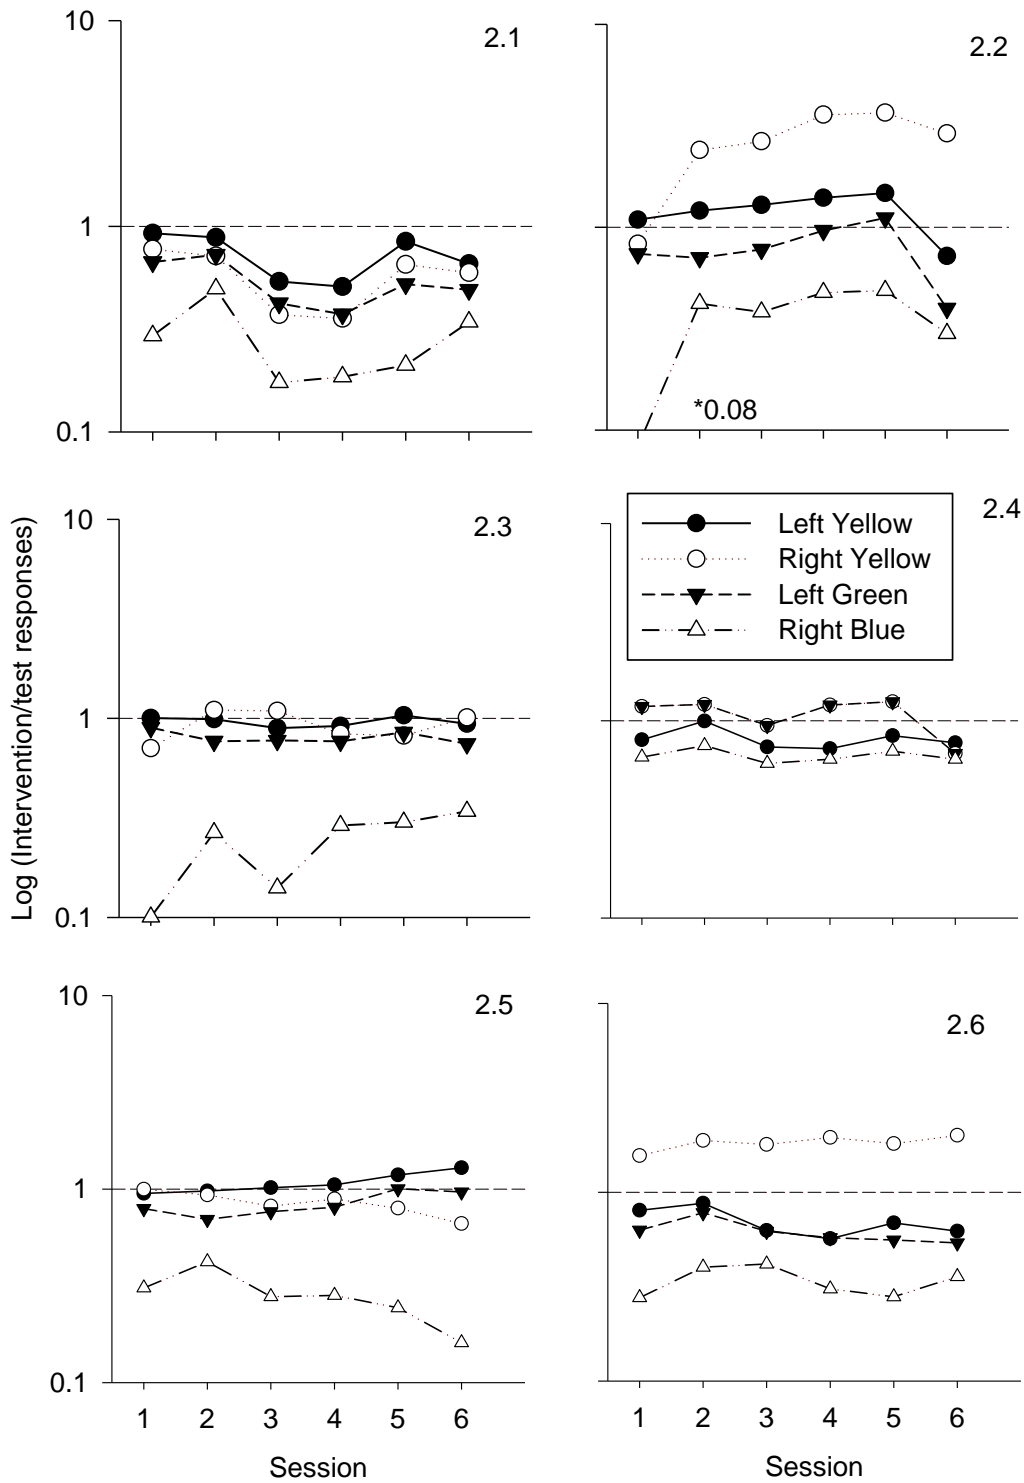 10
2.1
1
0.1
2.2
*0.08
Log (Intervention/test responses)
10
2.3
1
0.1
2.4
Left Yellow
Right Yellow
Left Green
Right Blue
10
2.5
1
0.1
1 2 3 4 5 6
Session
2.6
1 2 3 4 5 6
Session